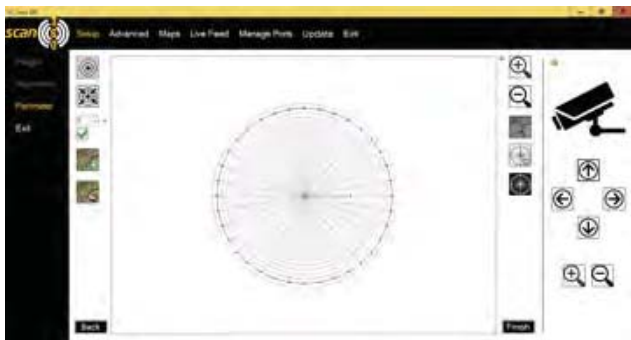 scan
Setup Advanced Maps Live Feed Manage Ports Update Exit
Perimeter
Exit
Back
Finish